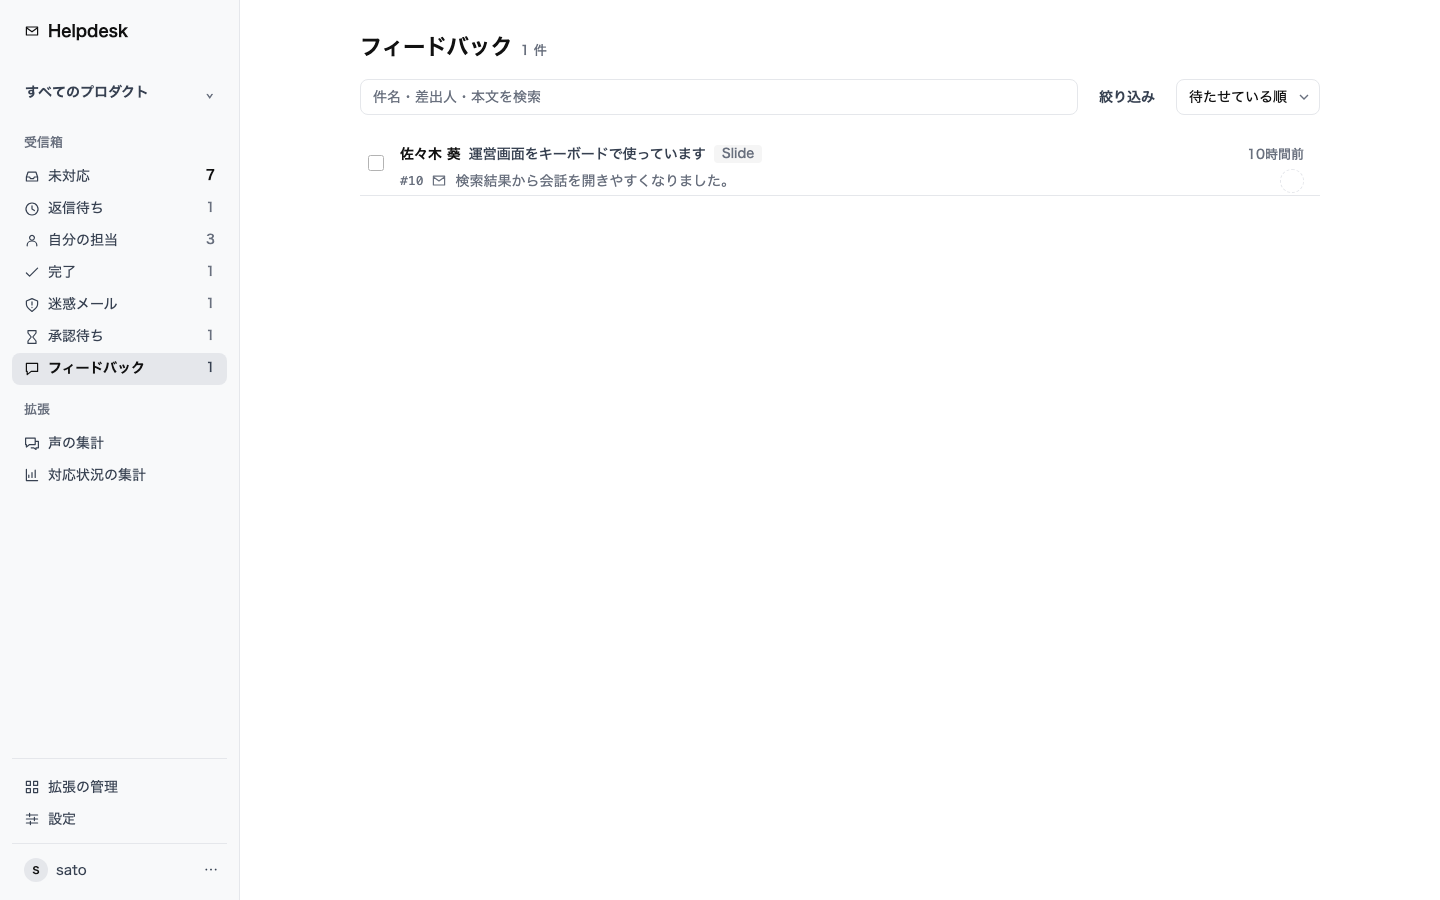 Helpdesk
すべてのプロダクト
受信箱
未対応 7
返信待ち 1
自分の担当 3
完了 1
迷惑メール 1
承認待ち 1
フィードバック 1
拡張
声の集計
対応状況の集計
拡張の管理
設定
S sato ...
フィードバック 1 件
件名・差出人・本文を検索 絞り込み 待たせている順
佐々木 葵 運営画面をキーボードで使っています Slide 10時間前
#10 検索結果から会話を開きやすくなりました。